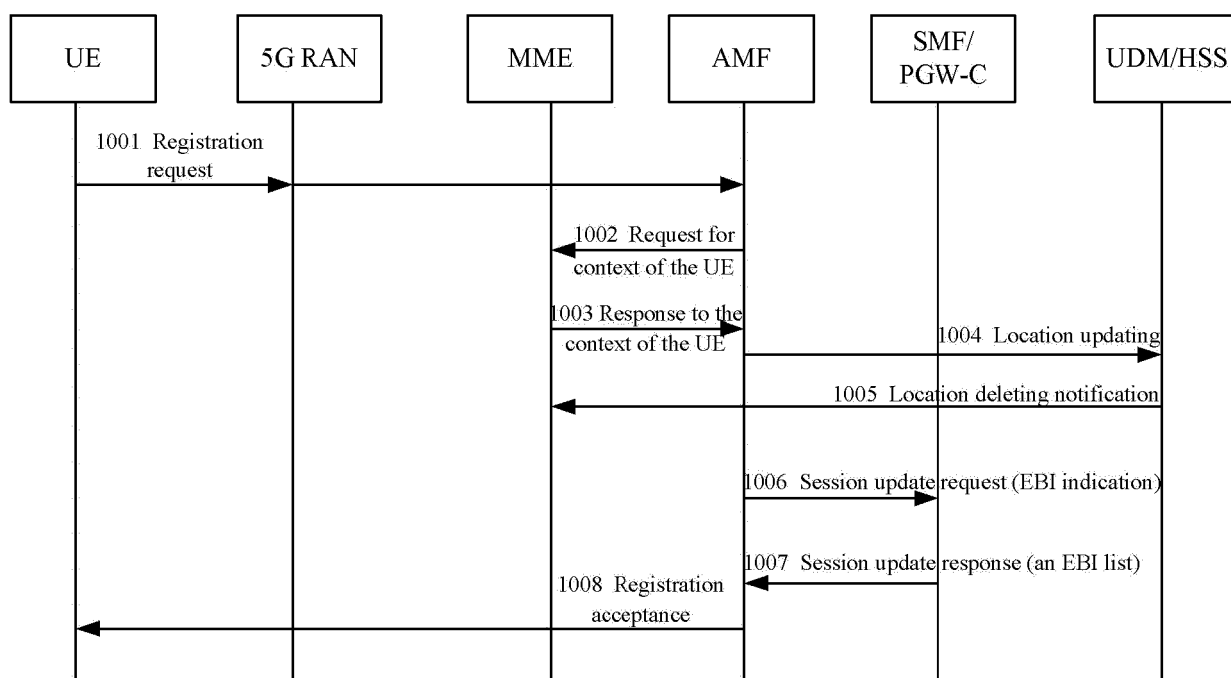 UE
5G RAN
MME
AMF
SMF/
PGW-C
UDM/HSS
1001 Registration
request
1002 Request for
context of the UE
1003 Response to the
context of the UE
1004 Location updating
1005 Location deleting notification
1006 Session update request (EBI indication)
1007 Session update response (an EBI list)
1008 Registration
acceptance